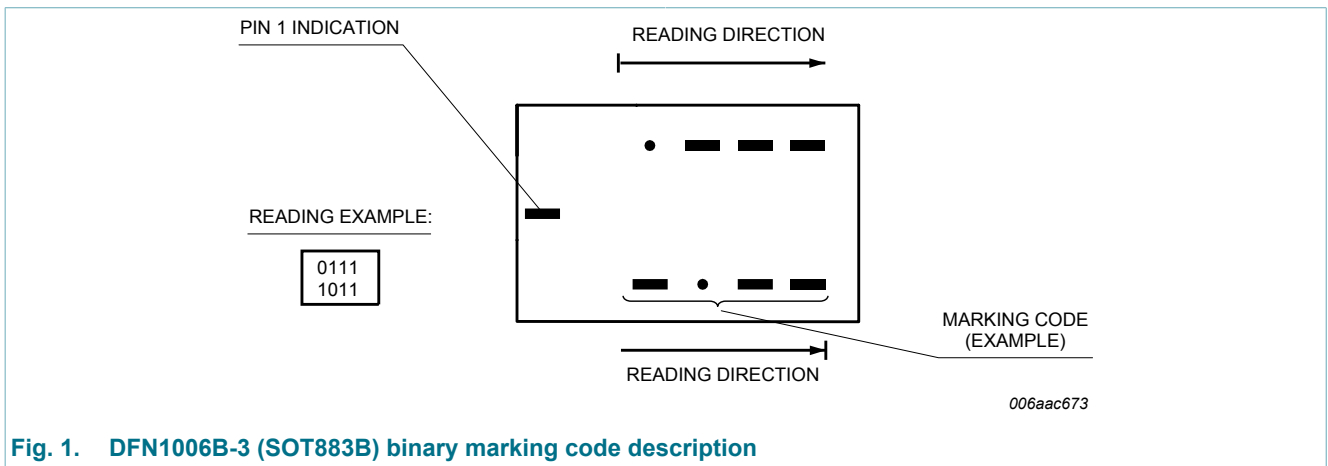 PIN 1 INDICATION
READING DIRECTION
READING EXAMPLE:
0111
1011
MARKING CODE
(EXAMPLE)
READING DIRECTION
006aac673
Fig. 1. DFN1006B-3 (SOT883B) binary marking code description